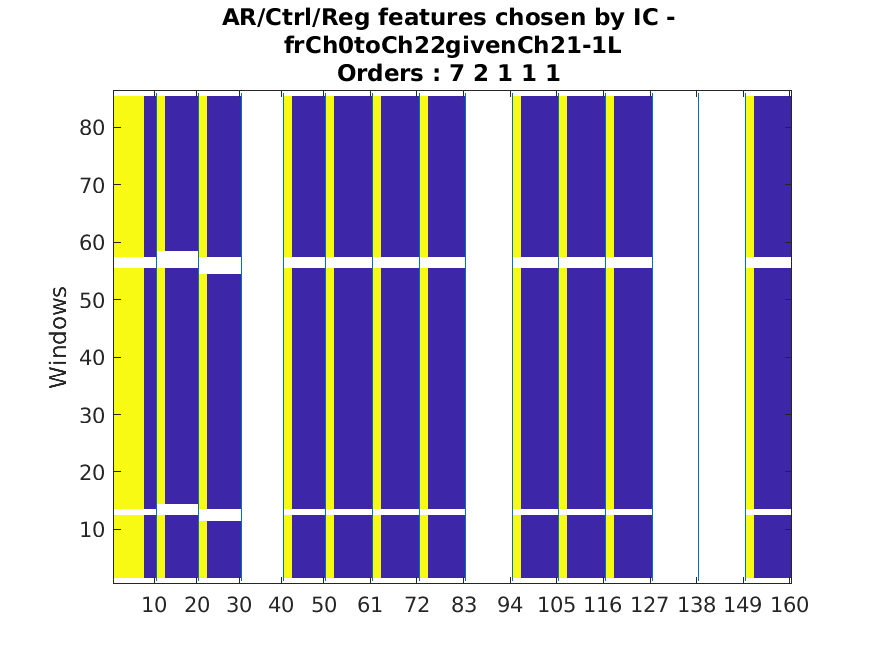 AR/Ctrl/Reg features chosen by IC -
frCh0toCh22givenCh21-1L
Orders : 7 2 1 1 1
Windows
80
70
60
50
40
30
20
10
10 20 30 40 50 61 72 83 94 105 116 127 138 149 160